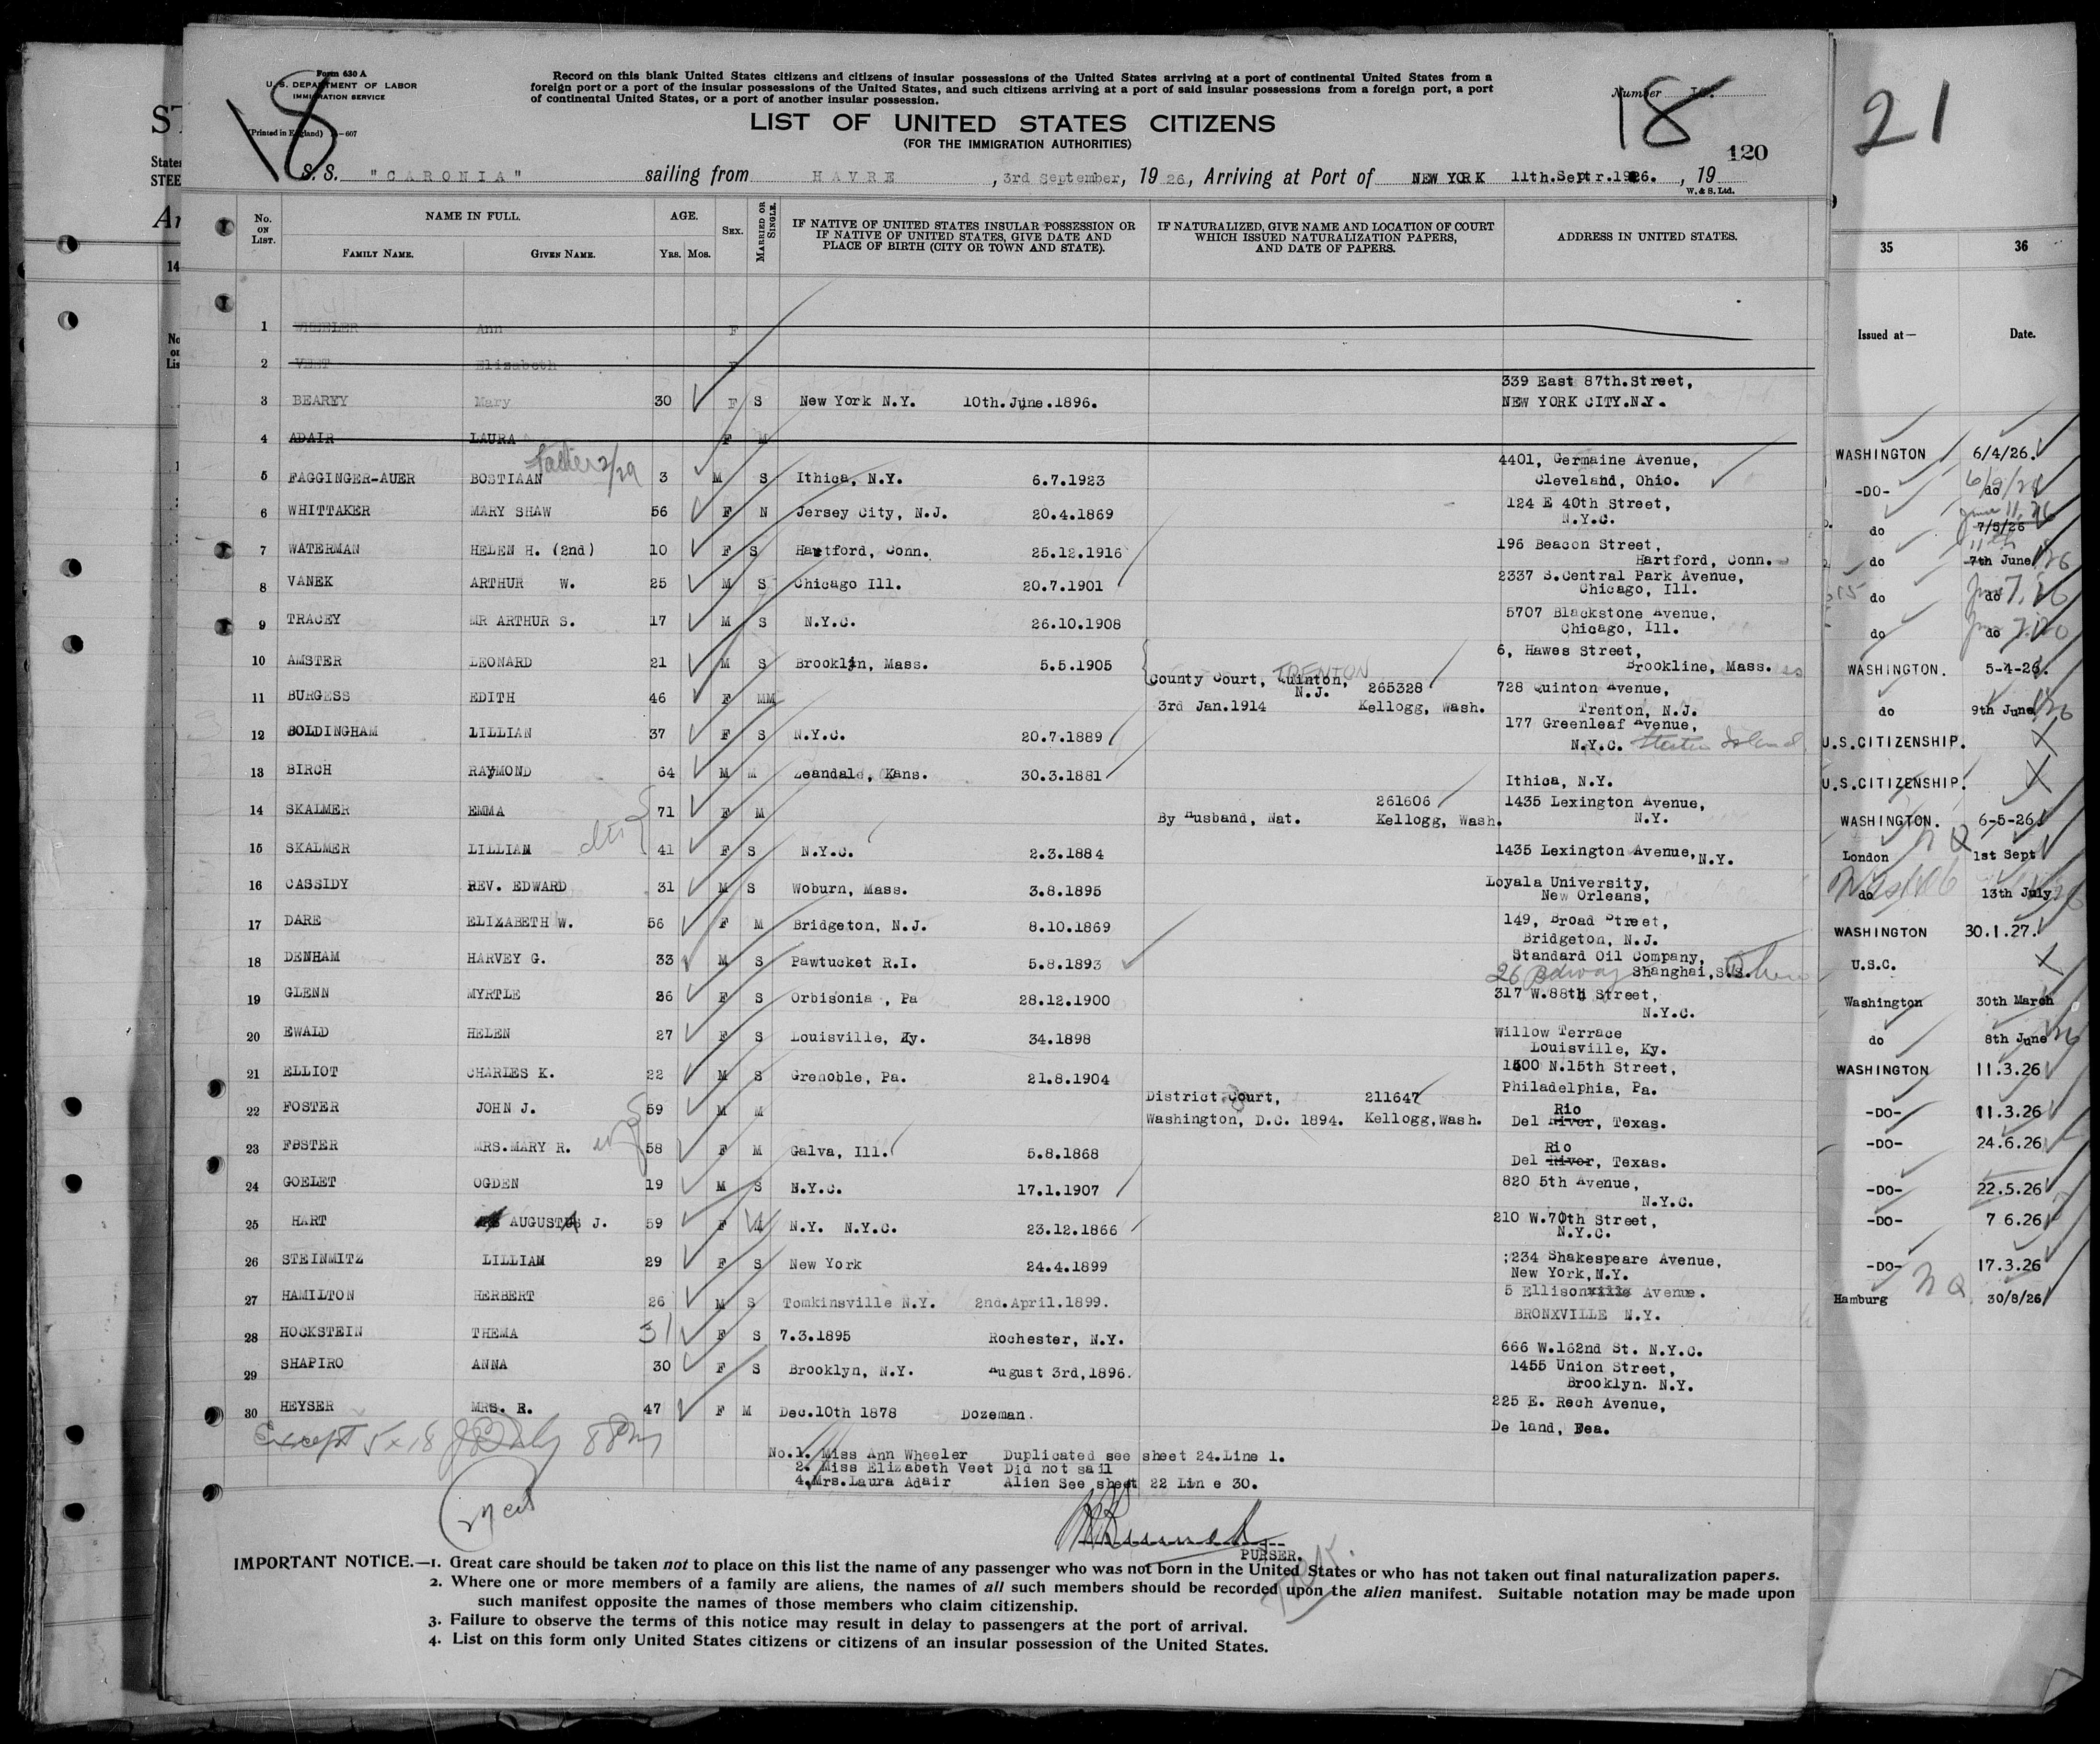 Form 630 A
U. S. DEPARTMENT OF LABOR
IMMIGRATION SERVICE
(Printed in England) —607
18
Record on this blank United States citizens and citizens of insular possessions of the United States arriving at a port of continental United States from a
foreign port or a port of the insular possessions of the United States, and such citizens arriving at a port of said insular possessions from a foreign port, a port
of continental United States, or a port of another insular possession.
Number
18
120
21
LIST OF UNITED STATES CITIZENS
(FOR THE IMMIGRATION AUTHORITIES)
S. S. "CARONIA" sailing from HAVRE, 3rd September, 1926, Arriving at Port of NEW YORK 11th.Septr.1926., 19
W. & S. Ltd.
No. ON LIST.
NAME IN FULL.
FAMILY NAME.
GIVEN NAME.
AGE.
YRS. MOS.
SEX.
MARRIED OR SINGLE.
IF NATIVE OF UNITED STATES INSULAR POSSESSION OR
IF NATIVE OF UNITED STATES, GIVE DATE AND
PLACE OF BIRTH (CITY OR TOWN AND STATE).
IF NATURALIZED, GIVE NAME AND LOCATION OF COURT
WHICH ISSUED NATURALIZATION PAPERS,
AND DATE OF PAPERS.
ADDRESS IN UNITED STATES.
35 36
Issued at— Date.
1 WHEELER Ann F
2 VEET Elizabeth F
3 BEAREY Mary 30 F S New York N.Y. 10th.June.1896. 339 East 87th.Street,
NEW YORK CITY.N.Y.
4 ADAIR LAURA F M
5 FAGGINGER-AUER BOSTIAAN 3 M S Ithica, N.Y. 6.7.1923 4401, Germaine Avenue,
Cleveland, Ohio.
6 WHITTAKER MARY SHAW 56 F N Jersey City, N.J. 20.4.1869 124 E 40th Street,
N.Y.C.
7 WATERMAN HELEN H. (2nd) 10 F S Hartford, Conn. 25.12.1916 196 Beacon Street,
Hartford, Conn.
8 VANEK ARTHUR W. 25 M S Chicago Ill. 20.7.1901 2337 S.Central Park Avenue,
Chicago, Ill.
9 TRACEY MR ARTHUR S. 17 M S N.Y.C. 26.10.1908 5707 Blackstone Avenue,
Chicago, Ill.
10 AMSTER LEONARD 21 M S Brooklin, Mass. 5.5.1905 6, Hawes Street,
Brookline, Mass.
TRENTON
11 BURGESS EDITH 46 F MM County Court, Quinton, N.J. 265328 728 Quinton Avenue,
3rd Jan.1914 Kellogg, Wash. Trenton, N.J.
12 BOLDINGHAM LILLIAN 37 F S N.Y.C. 20.7.1889 177 Greenleaf Avenue,
N.Y.C. Staten Island
13 BIRCH RAYMOND 64 M M Leandale, Kans. 30.3.1881 Ithica, N.Y.
14 SKALMER EMMA 71 F M By Husband, Nat. 261606 Kellogg, Wash. 1435 Lexington Avenue,
N.Y.
15 SKALMER LILLIAN 41 F S N.Y.C. 2.3.1884 1435 Lexington Avenue, N.Y.
16 CASSIDY REV. EDWARD 31 M S Woburn, Mass. 3.8.1895 Loyala University,
New Orleans,
17 DARE ELIZABETH W. 56 F M Bridgeton, N.J. 8.10.1869 149, Broad Street,
Bridgeton, N.J.
18 DENHAM HARVEY G. 33 M S Pawtucket R.I. 5.8.1893 Standard Oil Company,
26 Bdway Shanghai,
19 GLENN MYRTLE 26 F S Orbisonia , Pa 28.12.1900 317 W.88th Street,
N.Y.C.
20 EWALD HELEN 27 F S Louisville, Ky. 34.1898 Willow Terrace
Louisville, Ky.
21 ELLIOT CHARLES K. 22 M S Grenoble, Pa. 21.8.1904 1500 N.15th Street,
Philadelphia, Pa.
22 FOSTER JOHN J. 59 M M District Court, 211647
Washington, D.C. 1894. Kellogg,Wash. Del River, Rio Texas.
23 FOSTER MRS.MARY R. 58 F M Galva, Ill. 5.8.1868 Del River, Rio Texas.
24 GOELET OGDEN 19 M S N.Y.C. 17.1.1907 820 5th Avenue,
N.Y.C.
25 HART AUGUSTA J. 59 F M N.Y. N.Y.C. 23.12.1866 210 W.70th Street,
N.Y.C.
26 STEINMITZ LILLIAN 29 F S New York 24.4.1899 234 Shakespeare Avenue,
New York,N.Y.
27 HAMILTON HERBERT 26 M S Tomkinsville N.Y. 2nd.April.1899. 5 Ellisonville Avenue.
BRONXVILLE N.Y.
28 HOCKSTEIN THEMA 31 F S 7.3.1895 Rochester, N.Y. 666 W.162nd St. N.Y.C.
29 SHAPIRO ANNA 30 F S Brooklyn, N.Y. August 3rd,1896. 1455 Union Street,
Brooklyn. N.Y.
30 HEYSER MRS. R. 47 F M Dec.10th 1878 Dozeman. 225 E. Rech Avenue,
De land, Fea.
Except 5 x 18
No.1. Miss Ann Wheeler Duplicated see sheet 24.Line 1.
2. Miss Elizabeth Veet Did not sail
4.Mrs.Laura Adair Alien See sheet 22 Line 30.
PURSER.
IMPORTANT NOTICE.—1. Great care should be taken not to place on this list the name of any passenger who was not born in the United States or who has not taken out final naturalization papers.
2. Where one or more members of a family are aliens, the names of all such members should be recorded upon the alien manifest. Suitable notation may be made upon
such manifest opposite the names of those members who claim citizenship.
3. Failure to observe the terms of this notice may result in delay to passengers at the port of arrival.
4. List on this form only United States citizens or citizens of an insular possession of the United States.
WASHINGTON 6/4/26.
-DO- do
do 7/5/26
do 7th June
do do
do do
WASHINGTON. 5-4-26.
do 9th June
U.S.CITIZENSHIP.
U.S.CITIZENSHIP.
WASHINGTON. 6-5-26
London 1st Sept
do 13th July
WASHINGTON 30.1.27.
U.S.C.
Washington 30th March
do 8th June
WASHINGTON 11.3.26
-DO- 11.3.26
-DO- 24.6.26
-DO- 22.5.26
-DO- 7 6.26
-DO- 17.3.26
Hamburg 30/8/26